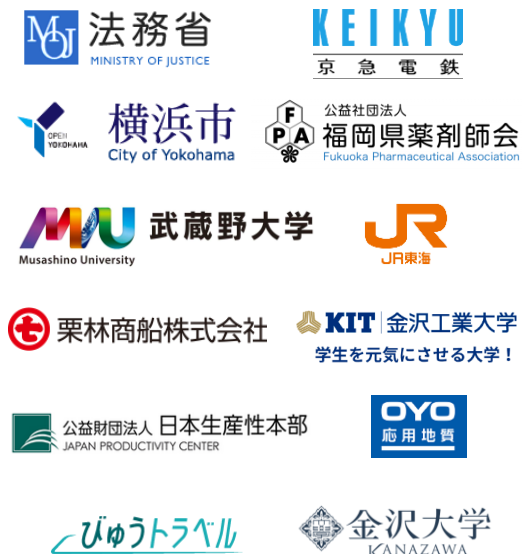 MOJ 法務省
MINISTRY OF JUSTICE
KEIKYU
京急電鉄
OPEN
YOKOHAMA
横浜市
City of Yokohama
FPA
公益社団法人
福岡県薬剤師会
Fukuoka Pharmaceutical Association
MU 武蔵野大学
Musashino University
JR
JR東海
七 栗林商船株式会社
KIT 金沢工業大学
学生を元気にさせる大学！
公益財団法人 日本生産性本部
JAPAN PRODUCTIVITY CENTER
OYO
応用地質
びゅうトラベル
金沢大学
KANAZAWA